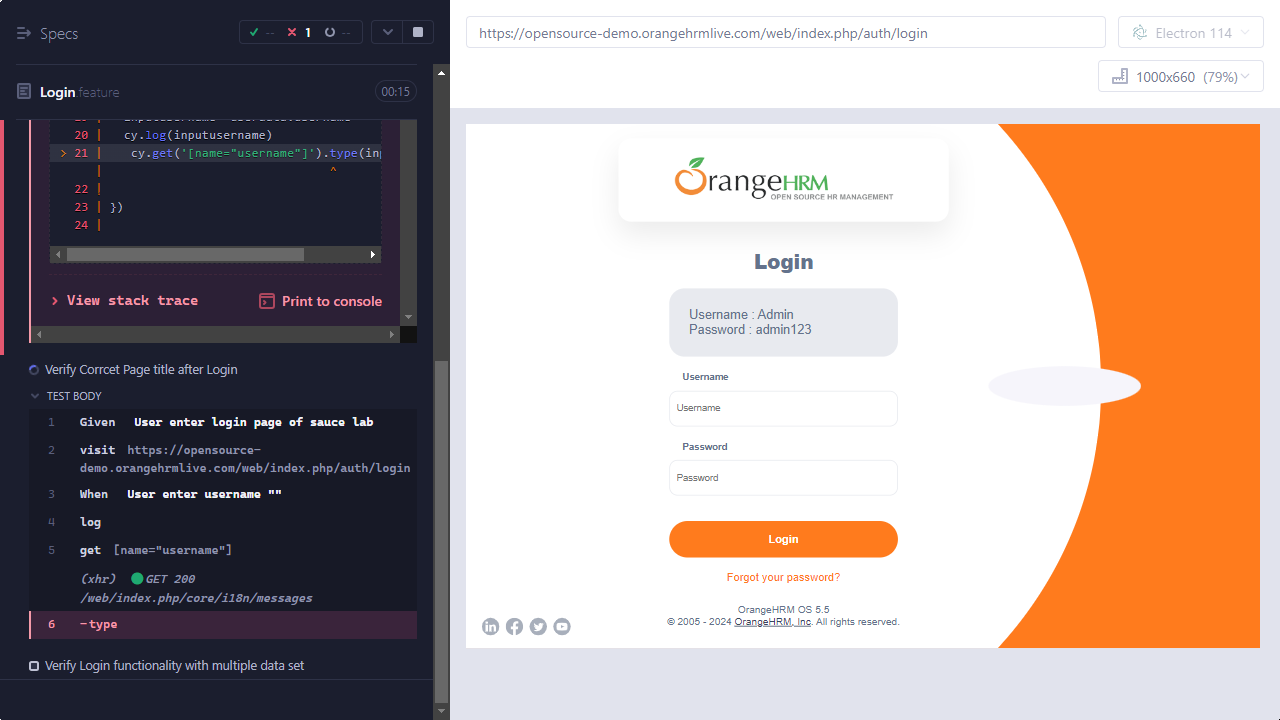 Specs
-- 1 --
Login.feature
00:15
20 | cy.log(inputusername)
> 21 | cy.get('[name="username"]').type(inp
| ^
22 |
23 | })
24 |
View stack trace
Print to console
Verify Corrcet Page title after Login
TEST BODY
1 Given User enter login page of sauce lab
2 visit https://opensource-
demo.orangehrmlive.com/web/index.php/auth/login
3 When User enter username ""
4 log
5 get [name="username"]
(xhr) GET 200
/web/index.php/core/i18n/messages
6 -type
Verify Login functionality with multiple data set
https://opensource-demo.orangehrmlive.com/web/index.php/auth/login
Electron 114
1000x660 (79%)
OrangeHRM
OPEN SOURCE HR MANAGEMENT
Login
Username : Admin
Password : admin123
Username
Username
Password
Password
Login
Forgot your password?
OrangeHRM OS 5.5
© 2005 - 2024 OrangeHRM, Inc. All rights reserved.